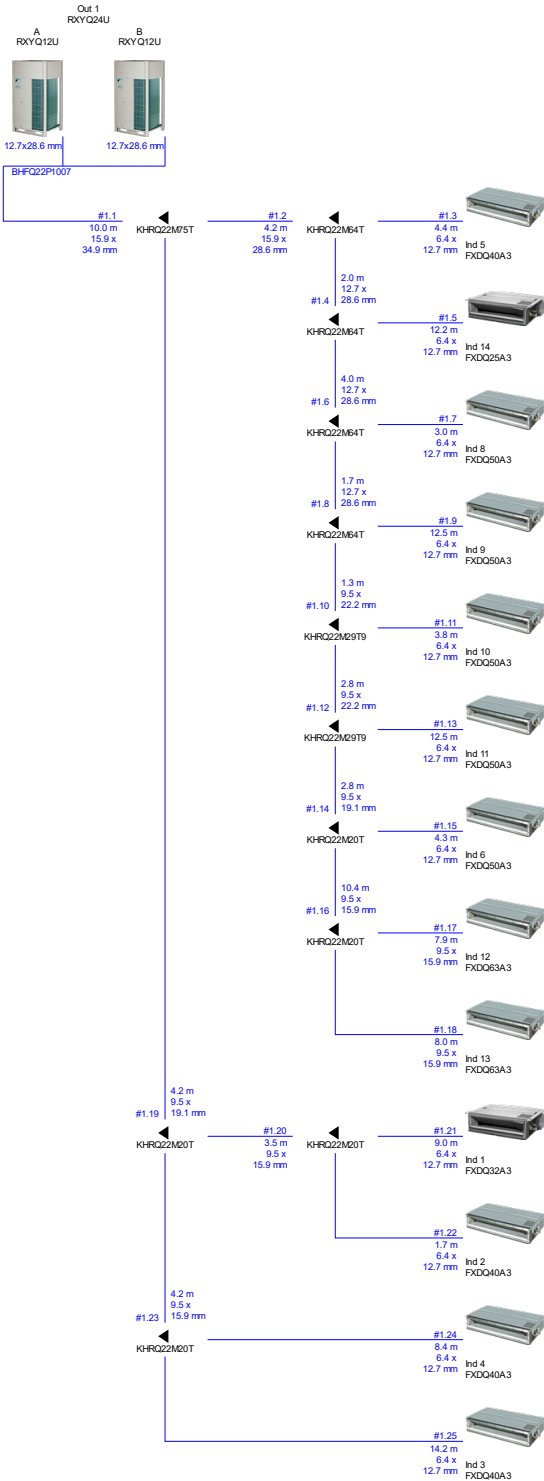 Out 1
RXYQ24U
A
RXYQ12U
B
RXYQ12U
12.7x28.6 mm
12.7x28.6 mm
BHFQ22P1007
#1.1
10.0 m
15.9 x
34.9 mm
KHRQ22M75T
#1.2
4.2 m
15.9 x
28.6 mm
KHRQ22M64T
#1.3
4.4 m
6.4 x
12.7 mm
Ind 5
FXDQ40A3
2.0 m
12.7 x
#1.4 28.6 mm
KHRQ22M64T
#1.5
12.2 m
6.4 x
12.7 mm
Ind 14
FXDQ25A3
4.0 m
12.7 x
#1.6 28.6 mm
KHRQ22M64T
#1.7
3.0 m
6.4 x
12.7 mm
Ind 8
FXDQ50A3
1.7 m
12.7 x
#1.8 28.6 mm
KHRQ22M64T
#1.9
12.5 m
6.4 x
12.7 mm
Ind 9
FXDQ50A3
1.3 m
9.5 x
#1.10 22.2 mm
KHRQ22M29T9
#1.11
3.8 m
6.4 x
12.7 mm
Ind 10
FXDQ50A3
2.8 m
9.5 x
#1.12 22.2 mm
KHRQ22M29T9
#1.13
12.5 m
6.4 x
12.7 mm
Ind 11
FXDQ50A3
2.8 m
9.5 x
#1.14 19.1 mm
KHRQ22M20T
#1.15
4.3 m
6.4 x
12.7 mm
Ind 6
FXDQ50A3
10.4 m
9.5 x
#1.16 15.9 mm
KHRQ22M20T
#1.17
7.9 m
9.5 x
15.9 mm
Ind 12
FXDQ63A3
#1.18
8.0 m
9.5 x
15.9 mm
Ind 13
FXDQ63A3
4.2 m
9.5 x
#1.19 19.1 mm
KHRQ22M20T
#1.20
3.5 m
9.5 x
15.9 mm
KHRQ22M20T
#1.21
9.0 m
6.4 x
12.7 mm
Ind 1
FXDQ32A3
#1.22
1.7 m
6.4 x
12.7 mm
Ind 2
FXDQ40A3
4.2 m
9.5 x
#1.23 15.9 mm
KHRQ22M20T
#1.24
8.4 m
6.4 x
12.7 mm
Ind 4
FXDQ40A3
#1.25
14.2 m
6.4 x
12.7 mm
Ind 3
FXDQ40A3